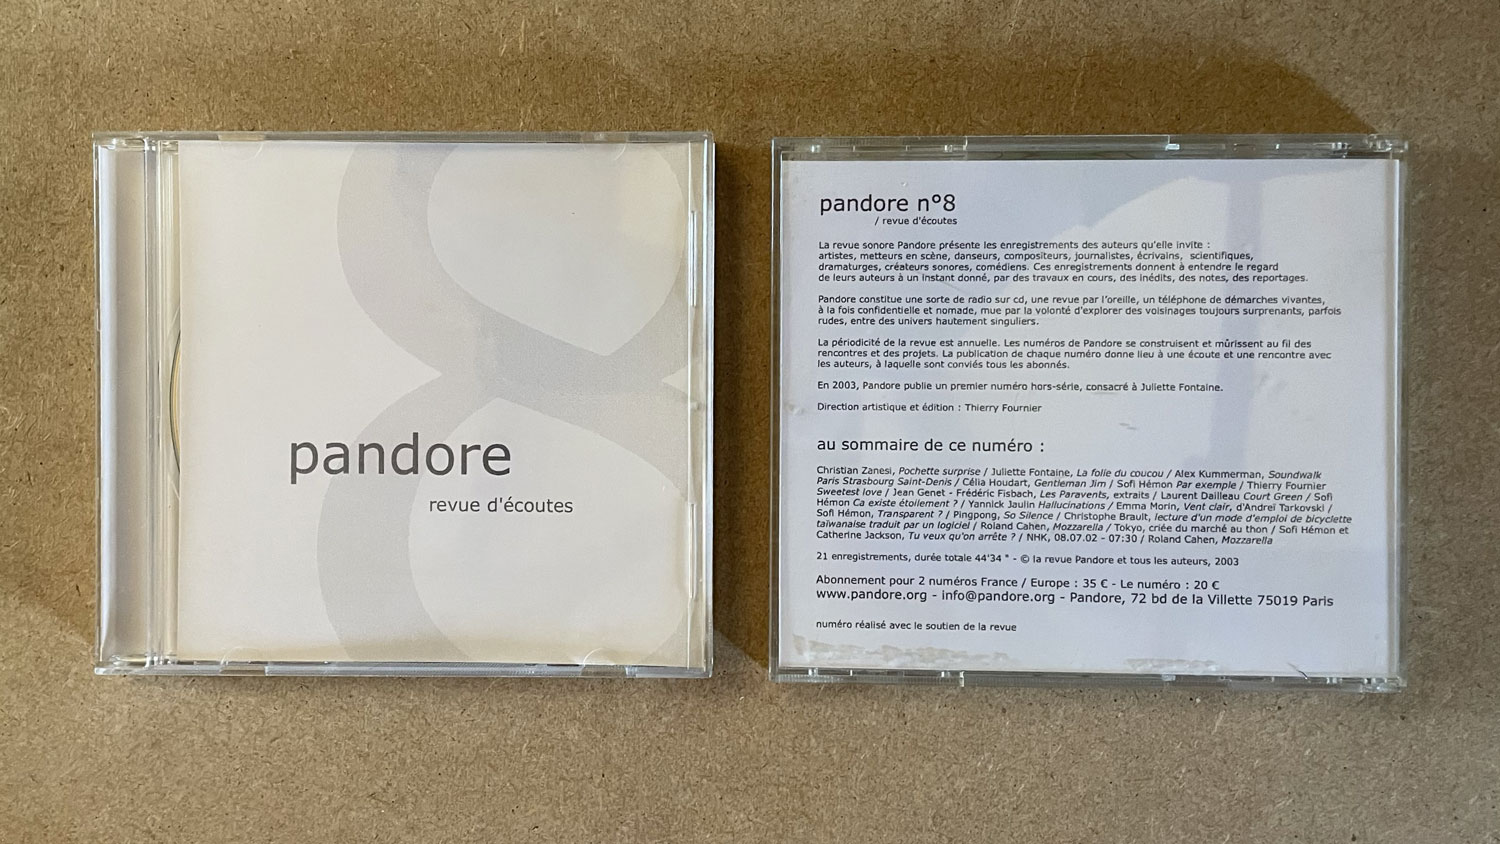 pandore
revue d'écoutes
pandore n°8
/ revue d'écoutes
La revue sonore Pandore présente les enregistrements des auteurs qu'elle invite :
artistes, metteurs en scène, danseurs, compositeurs, journalistes, écrivains, scientifiques,
dramaturges, créateurs sonores, comédiens. Ces enregistrements donnent à entendre le regard
de leurs auteurs à un instant donné, par des travaux en cours, des inédits, des notes, des reportages.
Pandore constitue une sorte de radio sur cd, une revue par l'oreille, un téléphone de démarches vivantes,
à la fois confidentielle et nomade, mue par la volonté d'explorer des voisinages toujours surprenants, parfois
rudes, entre des univers hautement singuliers.
La périodicité de la revue est annuelle. Les numéros de Pandore se construisent et mûrissent au fil des
rencontres et des projets. La publication de chaque numéro donne lieu à une écoute et une rencontre avec
les auteurs, à laquelle sont conviés tous les abonnés.
En 2003, Pandore publie un premier numéro hors-série, consacré à Juliette Fontaine.
Direction artistique et édition : Thierry Fournier
au sommaire de ce numéro :
Christian Zanesi, Pochette surprise / Juliette Fontaine, La folie du coucou / Alex Kummerman, Soundwalk
Paris Strasbourg Saint-Denis / Célia Houdart, Gentleman Jim / Sofi Hémon Par exemple / Thierry Fournier
Sweetest love / Jean Genet - Frédéric Fisbach, Les Paravents, extraits / Laurent Dailleau Court Green / Sofi
Hémon Ca existe étoilement ? / Yannick Jaulin Hallucinations / Emma Morin, Vent clair, d'Andreï Tarkovski /
Sofi Hémon, Transparent ? / Pingpong, So Silence / Christophe Brault, lecture d'un mode d'emploi de bicyclette
taïwanaise traduit par un logiciel / Roland Cahen, Mozzarella / Tokyo, criée du marché au thon / Sofi Hémon et
Catherine Jackson, Tu veux qu'on arrête ? / NHK, 08.07.02 - 07:30 / Roland Cahen, Mozzarella
21 enregistrements, durée totale 44'34 " - © la revue Pandore et tous les auteurs, 2003
Abonnement pour 2 numéros France / Europe : 35 € - Le numéro : 20 €
www.pandore.org - info@pandore.org - Pandore, 72 bd de la Villette 75019 Paris
numéro réalisé avec le soutien de la revue